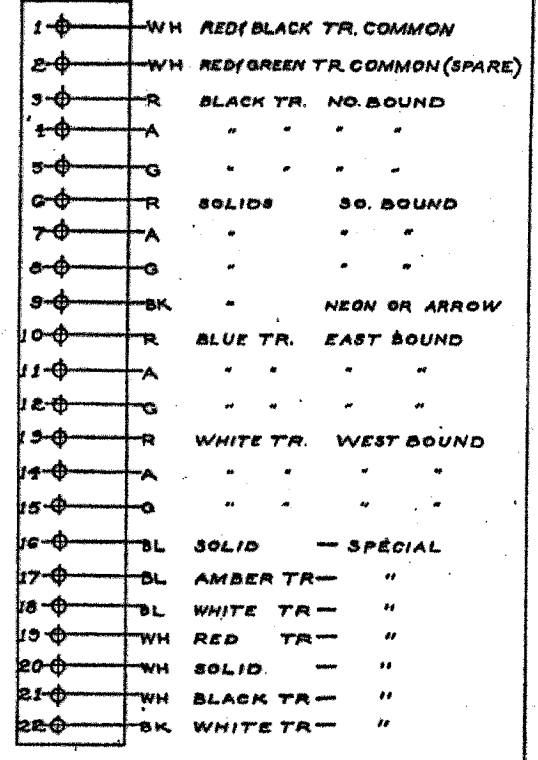 1 WH RED/BLACK TR. COMMON
2 WH RED/GREEN TR. COMMON (SPARE)
3 R BLACK TR. NO. BOUND
4 A " " " "
5 G " " " "
6 R SOLIDS SO. BOUND
7 A " " "
8 G " " "
9 BK " NEON OR ARROW
10 R BLUE TR. EAST BOUND
11 A " " " "
12 G " " " "
13 R WHITE TR. WEST BOUND
14 A " " " "
15 G " " " "
16 BL SOLID — SPECIAL
17 BL AMBER TR — "
18 BL WHITE TR — "
19 WH RED TR — "
20 WH SOLID — "
21 WH BLACK TR — "
22 BK WHITE TR — "